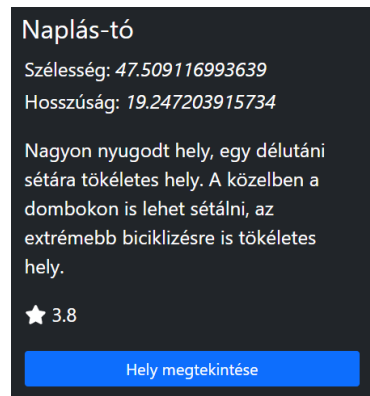 Naplás-tó
Szélesség: 47.509116993639
Hosszúság: 19.247203915734
Nagyon nyugodt hely, egy délutáni
sétára tökéletes hely. A közelben a
dombokon is lehet sétálni, az
extrémebb biciklizésre is tökéletes
hely.
3.8
Hely megtekintése